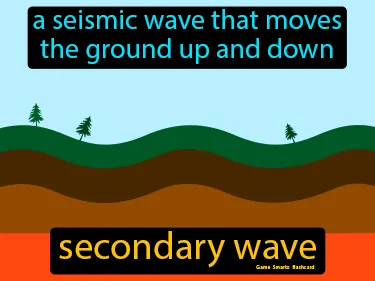 a seismic wave that moves
the ground up and down
secondary wave
Game Smartz flashcard